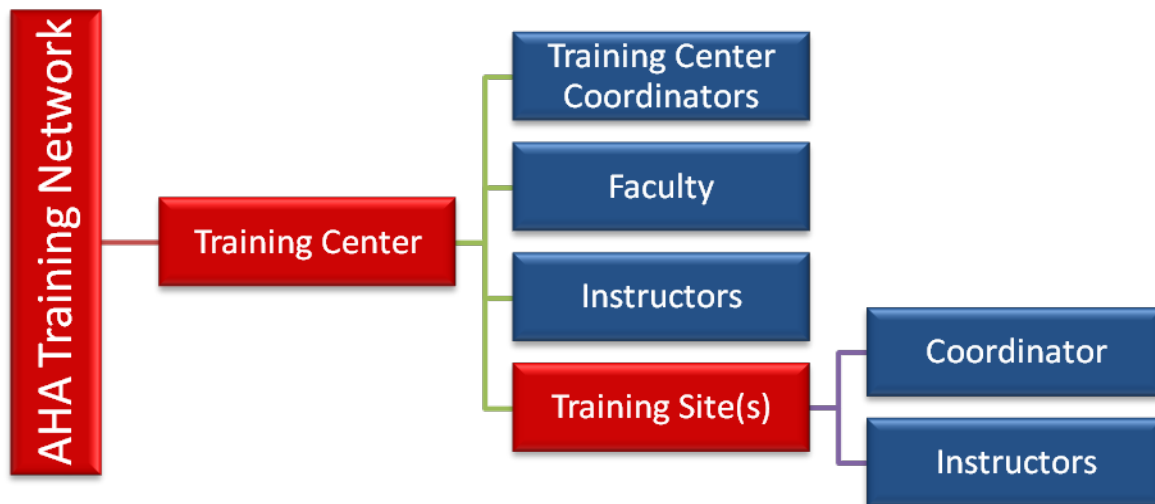 AHA Training Network
Training Center
Training Center
Coordinators
Faculty
Instructors
Training Site(s)
Coordinator
Instructors